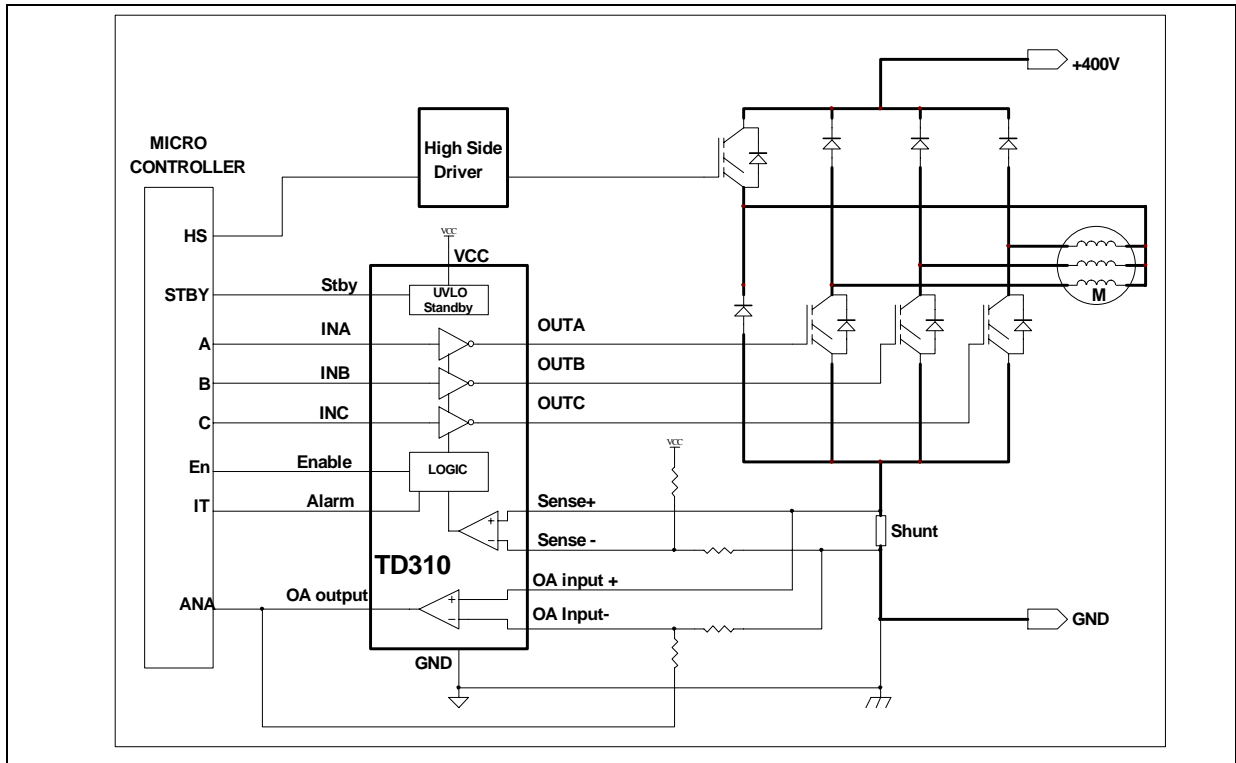 +400V
MICRO
CONTROLLER
High Side
Driver
HS
VCC
VCC
STBY
Stby
UVLO
Standby
M
A
INA
OUTA
B
INB
OUTB
C
INC
OUTC
VCC
En
Enable
LOGIC
IT
Alarm
Sense+
+
Shunt
Sense -
−
TD310
OA input +
ANA
OA output
+
OA Input-
−
GND
GND